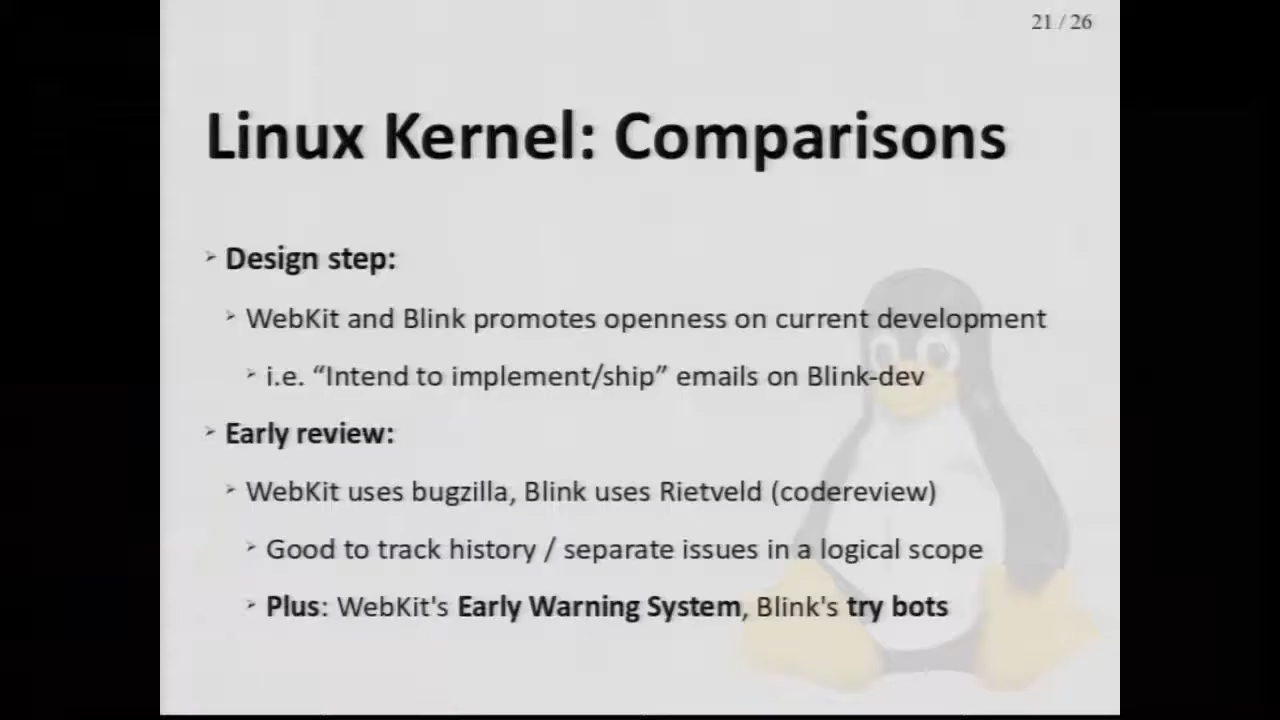 21 / 26
Linux Kernel: Comparisons
➢ Design step:
➢ WebKit and Blink promotes openness on current development
➢ i.e. “Intend to implement/ship” emails on Blink-dev
➢ Early review:
➢ WebKit uses bugzilla, Blink uses Rietveld (codereview)
➢ Good to track history / separate issues in a logical scope
➢ Plus: WebKit's Early Warning System, Blink's try bots